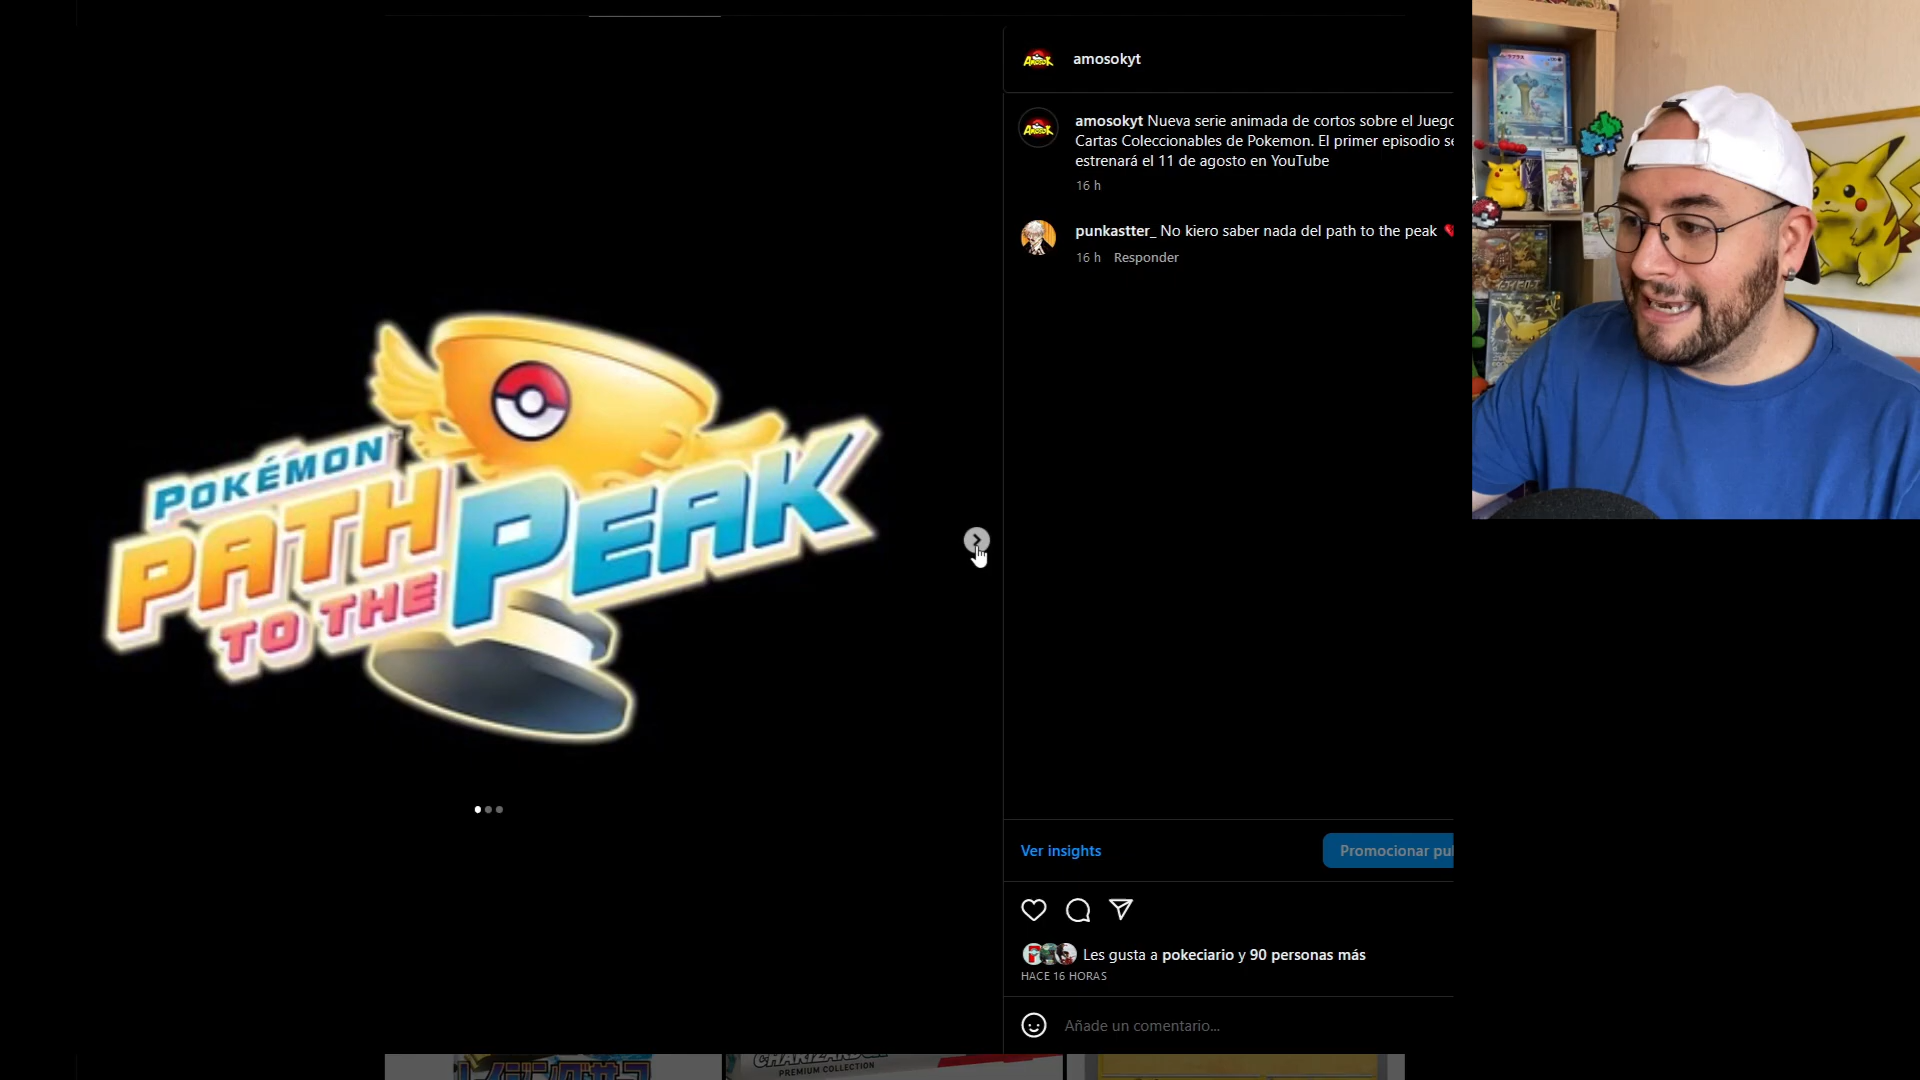 amosokyt
amosokyt Nueva serie animada de cortos sobre el Juego
Cartas Coleccionables de Pokemon. El primer episodio se
estrenará el 11 de agosto en YouTube
16 h
punkastter_ No kiero saber nada del path to the peak
16 h Responder
POKÉMON
PATH
TO THE
PEAK
Ver insights
Promocionar
Les gusta a pokeciario y 90 personas más
HACE 16 HORAS
Añade un comentario...
PREMIUM COLLECTION